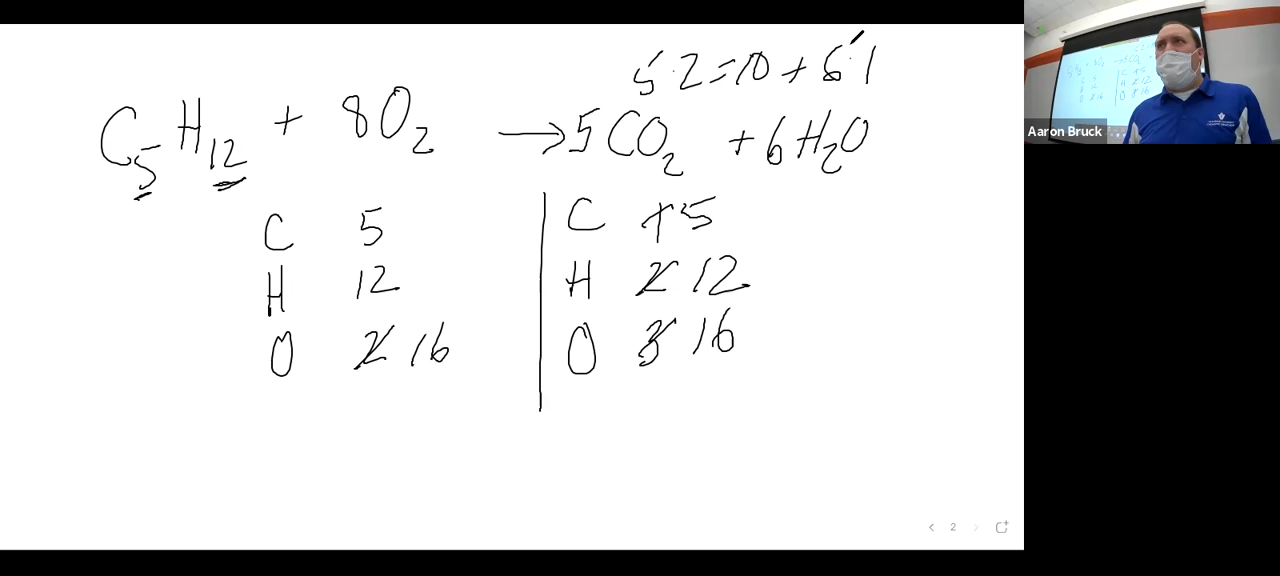 5·2=10+6·1
C5H12 + 8O2 → 5CO2 + 6H2O
C 5 C 1 5
H 12 H 2 12
O 2 16 O 3 16
Aaron Bruck
< 2 >